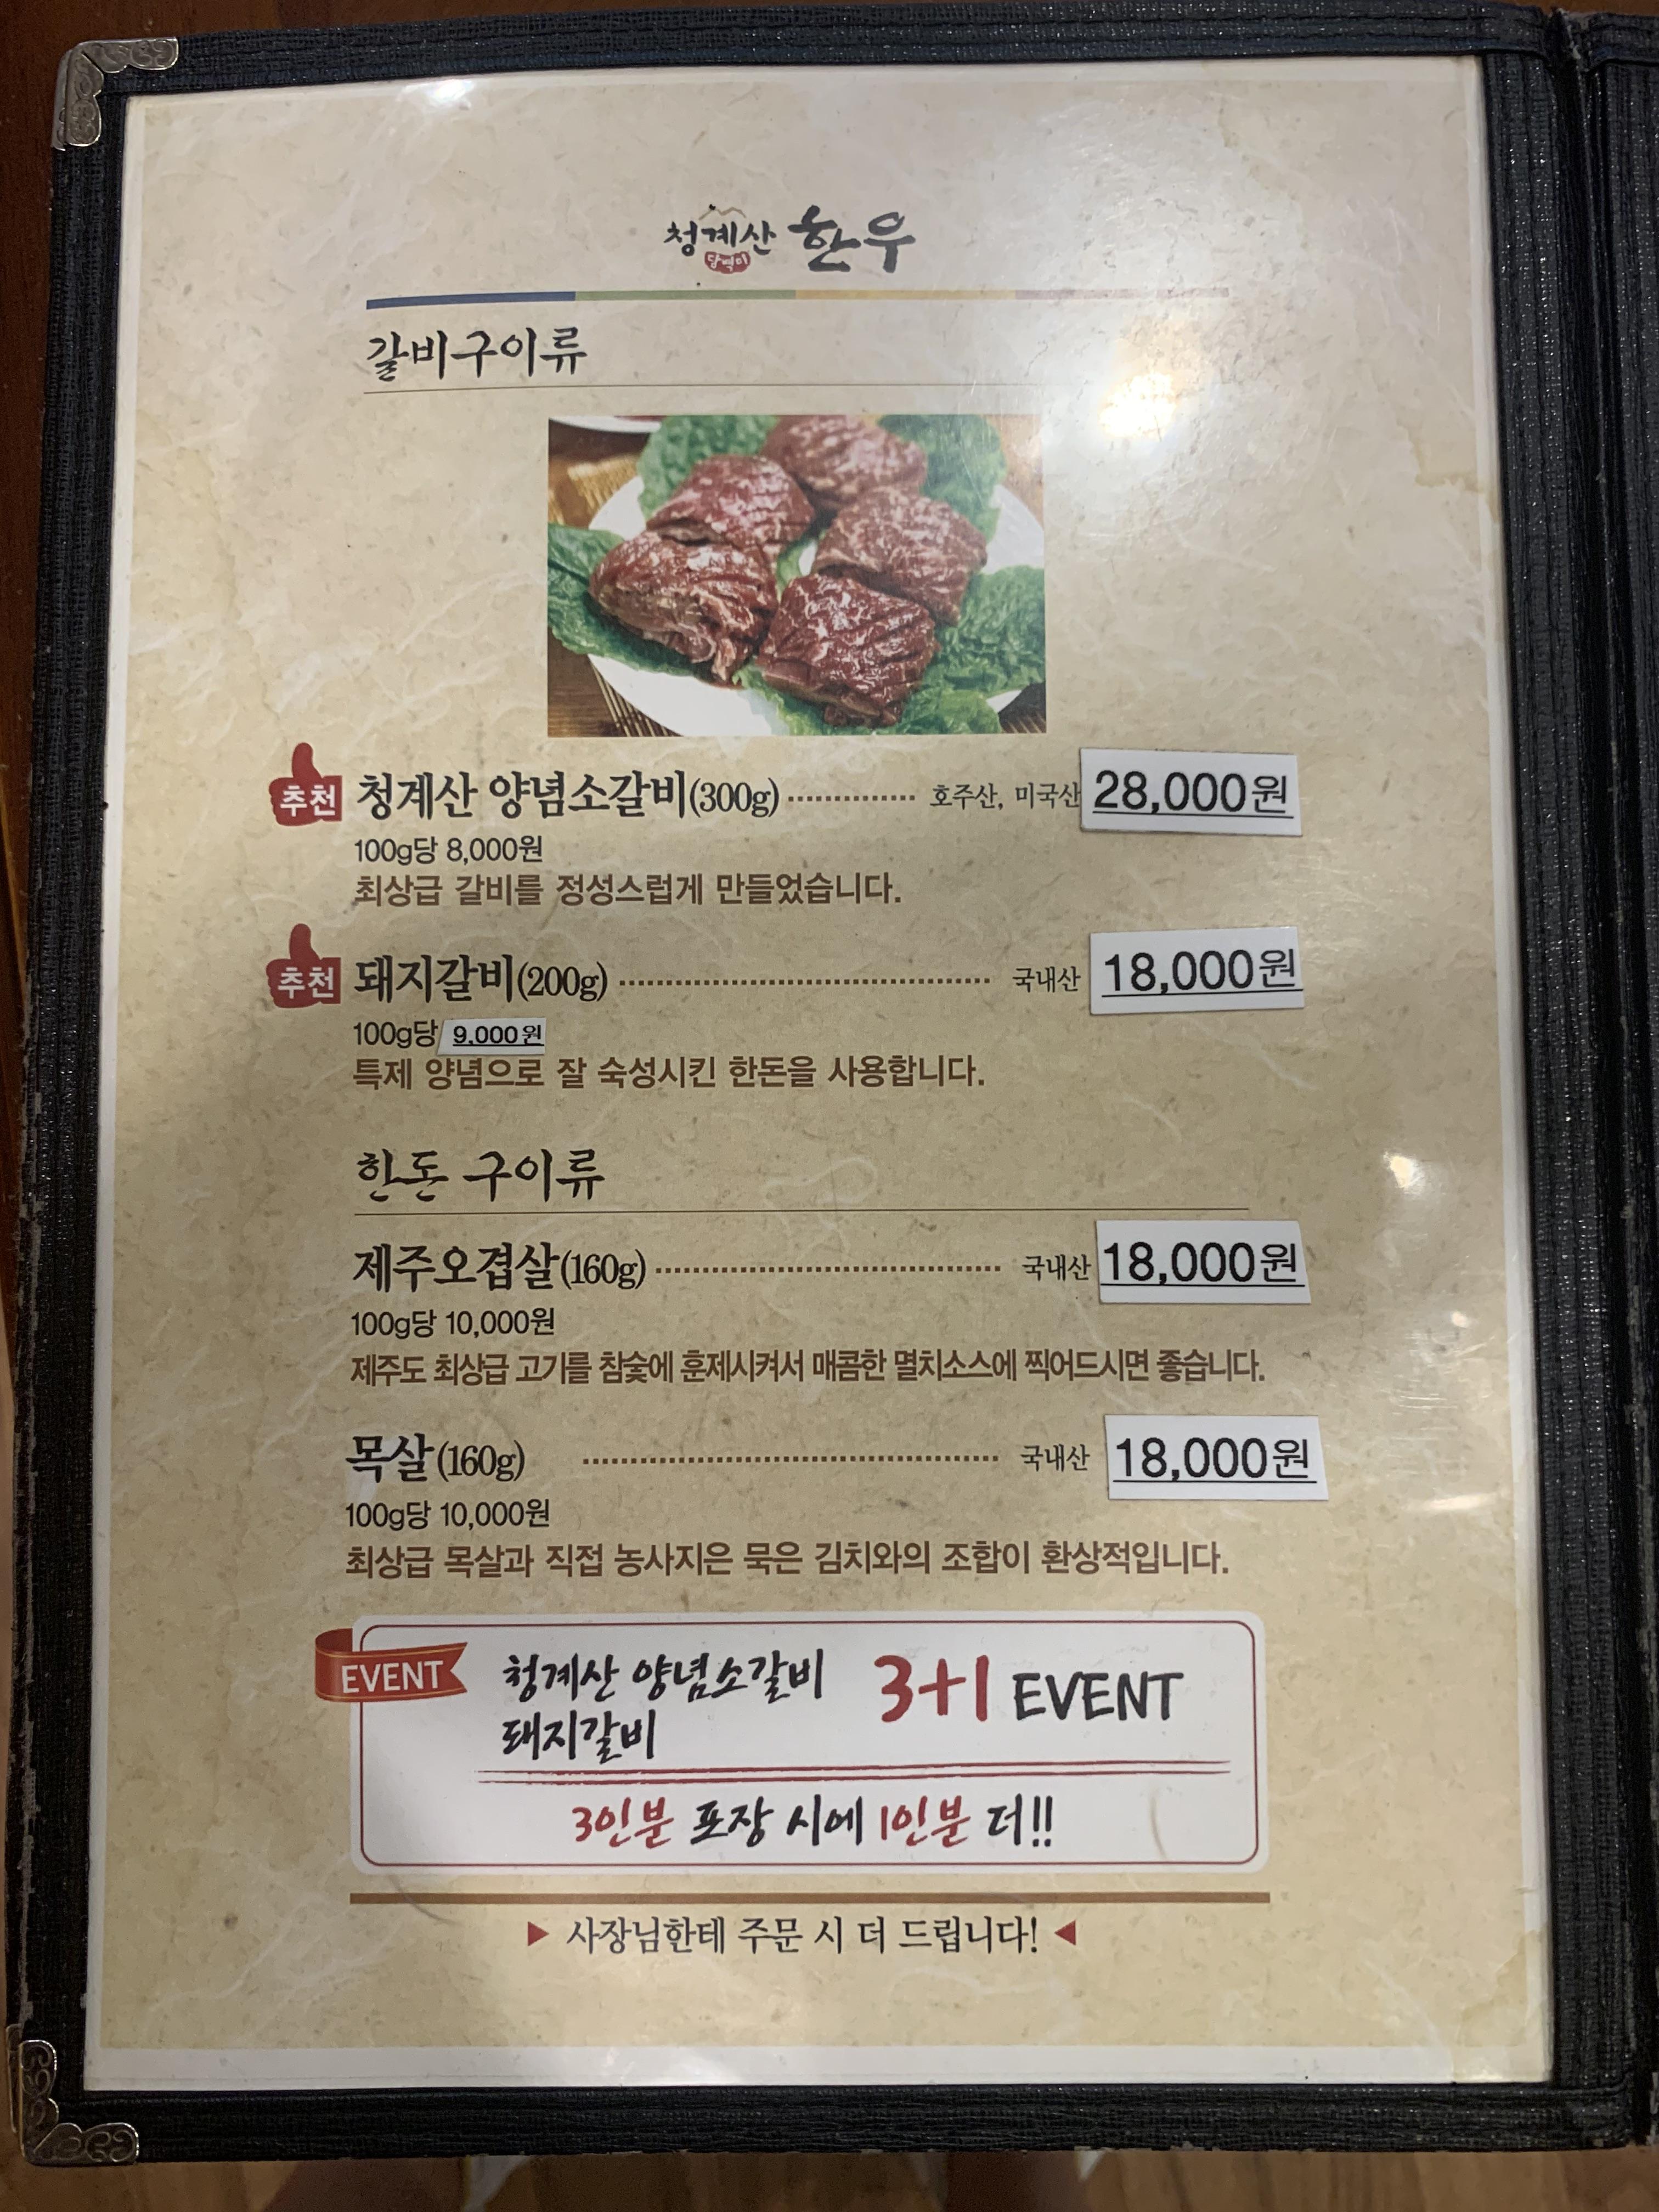 청계산 한우
갈비구이류
추천 청계산 양념소갈비(300g) 호주산, 미국산 28,000원
100g당 8,000원
최상급 갈비를 정성스럽게 만들었습니다.
추천 돼지갈비(200g) 국내산 18,000원
100g당 9,000원
특제 양념으로 잘 숙성시킨 한돈을 사용합니다.
한돈 구이류
제주오겹살(160g) 국내산 18,000원
100g당 10,000원
제주도 최상급 고기를 참숯에 훈제시켜서 매콤한 멸치소스에 찍어드시면 좋습니다.
목살(160g) 국내산 18,000원
100g당 10,000원
최상급 목살과 직접 농사지은 묵은 김치와의 조합이 환상적입니다.
EVENT 청계산 양념소갈비 3+1 EVENT
돼지갈비
3인분 포장 시에 1인분 더!!
▶ 사장님한테 주문 시 더 드립니다! ◀